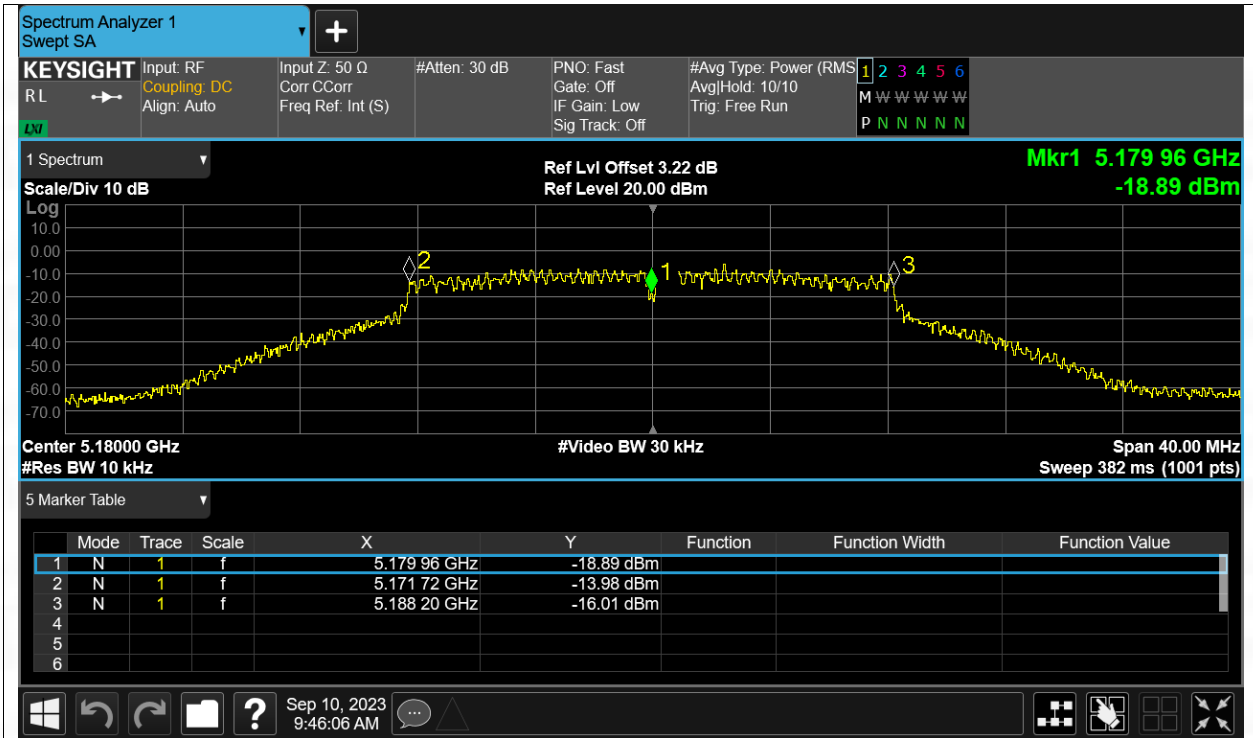 Spectrum Analyzer 1
Swept SA
+
KEYSIGHT
R L
LXI
Input: RF
Coupling: DC
Align: Auto
Input Z: 50 Ω
Corr CCorr
Freq Ref: Int (S)
#Atten: 30 dB
PNO: Fast
Gate: Off
IF Gain: Low
Sig Track: Off
#Avg Type: Power (RMS
Avg|Hold: 10/10
Trig: Free Run
1 2 3 4 5 6
M W W W W W
P N N N N N
1 Spectrum
Scale/Div 10 dB
Log
Ref Lvl Offset 3.22 dB
Ref Level 20.00 dBm
Mkr1 5.179 96 GHz
-18.89 dBm
10.0
0.00
-10.0
-20.0
-30.0
-40.0
-50.0
-60.0
-70.0
2
1
3
Center 5.18000 GHz
#Res BW 10 kHz
#Video BW 30 kHz
Span 40.00 MHz
Sweep 382 ms (1001 pts)
5 Marker Table
Mode Trace Scale X Y Function Function Width Function Value
1 N 1 f 5.179 96 GHz -18.89 dBm
2 N 1 f 5.171 72 GHz -13.98 dBm
3 N 1 f 5.188 20 GHz -16.01 dBm
4
5
6
?
Sep 10, 2023
9:46:06 AM